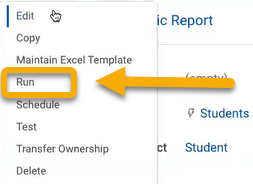 Edit
ic Report
Copy
Maintain Excel Template
Run
(empty)
Schedule
Students
Test
Transfer Ownership
ct Student
Delete